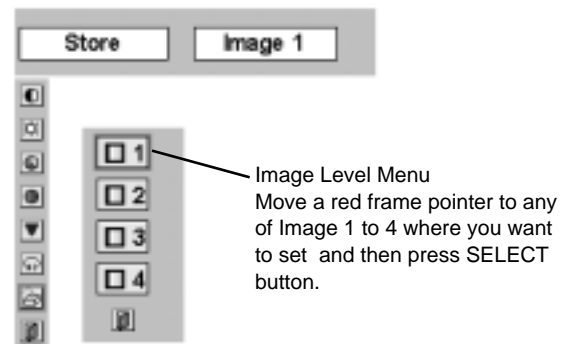 Store Image 1
1
2
3
4
Image Level Menu
Move a red frame pointer to any
of Image 1 to 4 where you want
to set and then press SELECT
button.